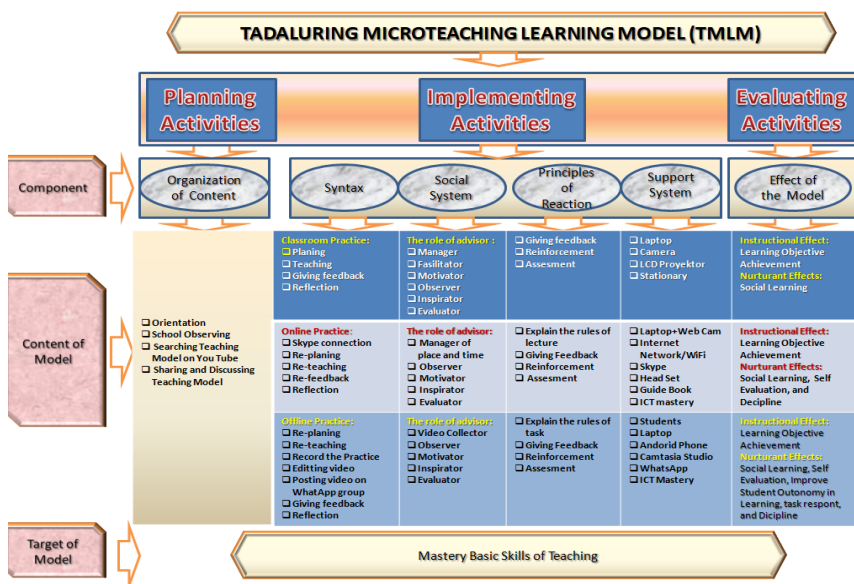 TADALURING MICROTEACHING LEARNING MODEL (TMLM)
Planning
Activities
Implementing
Activities
Evaluating
Activities
Component
Organization
of Content
Syntax
Social
System
Principles
of
Reaction
Support
System
Effect of
the Model
Content of
Model
Orientation
School Observing
Searching Teaching
Model on You Tube
Sharing and Discussing
Teaching Model
Classroom Practice:
Planing
Teaching
Giving feedback
Reflection
The role of advisor :
Manager
Fasilitator
Motivator
Observer
Inspirator
Evaluator
Giving feedback
Reinforcement
Assesment
Laptop
Camera
LCD Proyektor
Stationary
Instructional Effect:
Learning Objective
Achievement
Nurturant Effects:
Social Learning
Online Practice:
Skype connection
Re-planing
Re-teaching
Re-feedback
Reflection
The role of advisor:
Manager of
place and time
Observer
Motivator
Inspirator
Evaluator
Explain the rules of
lecture
Giving Feedback
Reinforcement
Assesment
Laptop+Web Cam
Internet
Network/WiFi
Skype
Head Set
Guide Book
ICT mastery
Instructional Effect:
Learning Objective
Achievement
Nurturant Effects:
Social Learning, Self
Evaluation, and
Decipline
Offline Practice:
Re-planing
Re-teaching
Record the Practice
Editting video
Posting video on
WhatApp group
Giving feedback
Reflection
The role of advisor:
Video Collector
Observer
Motivator
Inspirator
Evaluator
Explain the rules of
task
Giving Feedback
Reinforcement
Assesment
Students
Laptop
Andorid Phone
Camtasia Studio
WhatsApp
ICT Mastery
Instructional Effect:
Learning Objective
Achievement
Nurturant Effects:
Social Learning, Self
Evaluation, Improve
Student Outonomy in
Learning, task respont,
and Dicipline
Target of
Model
Mastery Basic Skills of Teaching